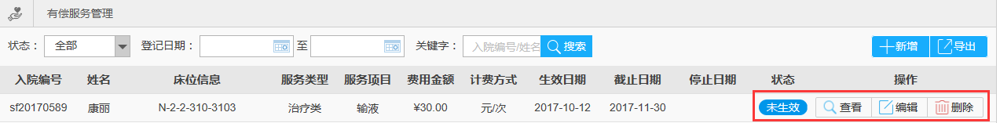 有偿服务管理
状态： 全部 登记日期： 至 关键字： 入院编号/姓名 搜索 新增 导出
入院编号 姓名 床位信息 服务类型 服务项目 费用金额 计费方式 生效日期 截止日期 停止日期 状态 操作
sf20170589 康丽 N-2-2-310-3103 治疗类 输液 ¥30.00 元/次 2017-10-12 2017-11-30 未生效 查看 编辑 删除